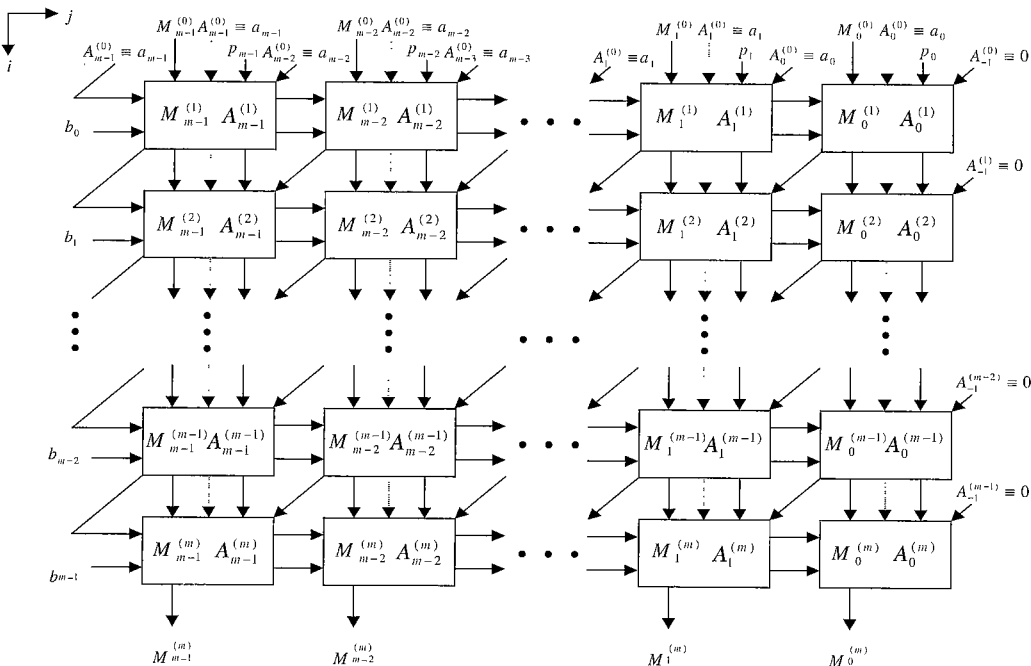 j
i
M_{m-1}^{(0)} A_{m-1}^{(0)} ≡ a_{m-1} M_{m-2}^{(0)} A_{m-2}^{(0)} ≡ a_{m-2} M_1^{(0)} A_1^{(0)} ≡ a_1 M_0^{(0)} A_0^{(0)} ≡ a_0
A_{m-1}^{(0)} ≡ a_{m-1} p_{m-1} A_{m-2}^{(0)} ≡ a_{m-2} p_{m-2} A_{m-3}^{(0)} ≡ a_{m-3} A_1^{(0)} ≡ a_1 p_1 A_0^{(0)} ≡ a_0 p_0 A_{-1}^{(0)} ≡ 0
M_{m-1}^{(1)} A_{m-1}^{(1)} M_{m-2}^{(1)} A_{m-2}^{(1)} M_1^{(1)} A_1^{(1)} M_0^{(1)} A_0^{(1)}
b_0
A_{-1}^{(1)} ≡ 0
M_{m-1}^{(2)} A_{m-1}^{(2)} M_{m-2}^{(2)} A_{m-2}^{(2)} M_1^{(2)} A_1^{(2)} M_0^{(2)} A_0^{(2)}
b_1
A_{-1}^{(m-2)} ≡ 0
M_{m-1}^{(m-1)} A_{m-1}^{(m-1)} M_{m-2}^{(m-1)} A_{m-2}^{(m-1)} M_1^{(m-1)} A_1^{(m-1)} M_0^{(m-1)} A_0^{(m-1)}
b_{m-2}
A_{-1}^{(m-1)} ≡ 0
M_{m-1}^{(m)} A_{m-1}^{(m)} M_{m-2}^{(m)} A_{m-2}^{(m)} M_1^{(m)} A_1^{(m)} M_0^{(m)} A_0^{(m)}
b_{m-1}
M_{m-1}^{(m)} M_{m-2}^{(m)} M_1^{(m)} M_0^{(m)}